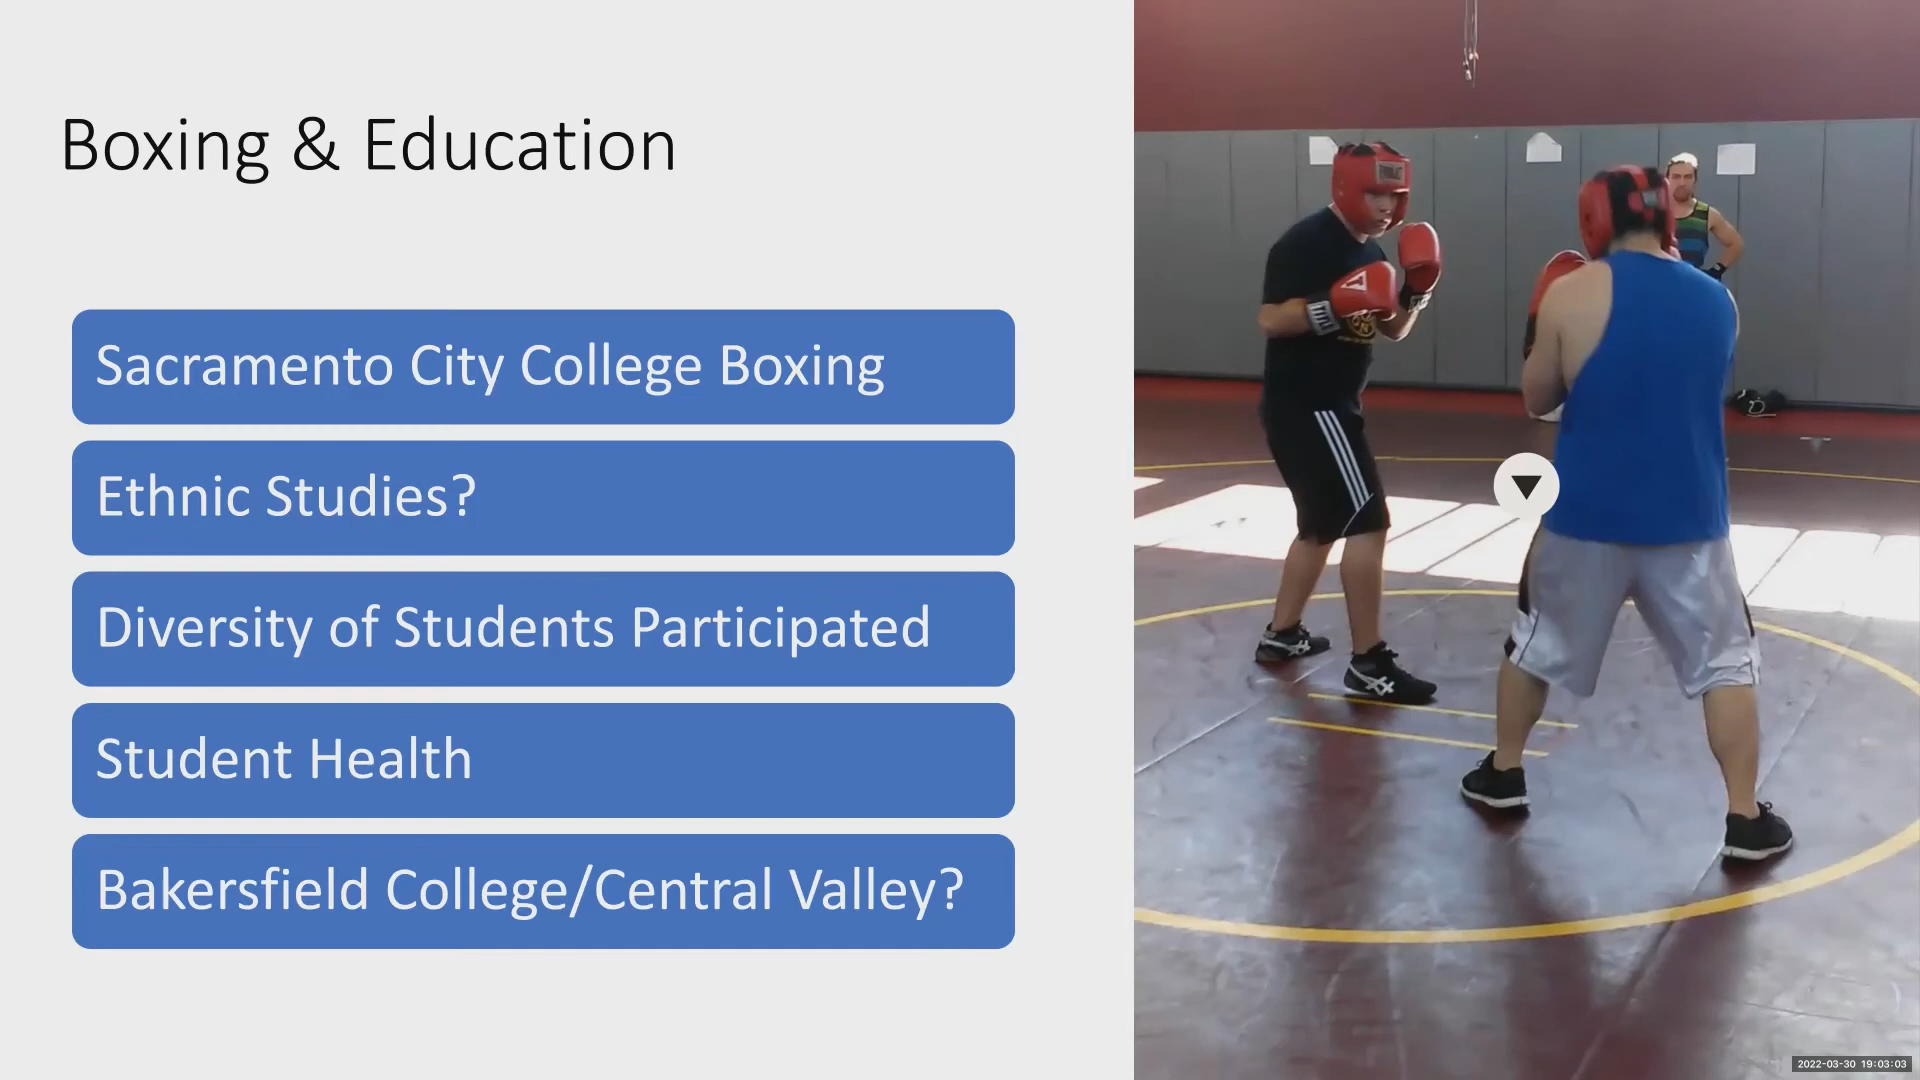 Boxing & Education
Sacramento City College Boxing
Ethnic Studies?
Diversity of Students Participated
Student Health
Bakersfield College/Central Valley?
2022-03-30 19:03:03